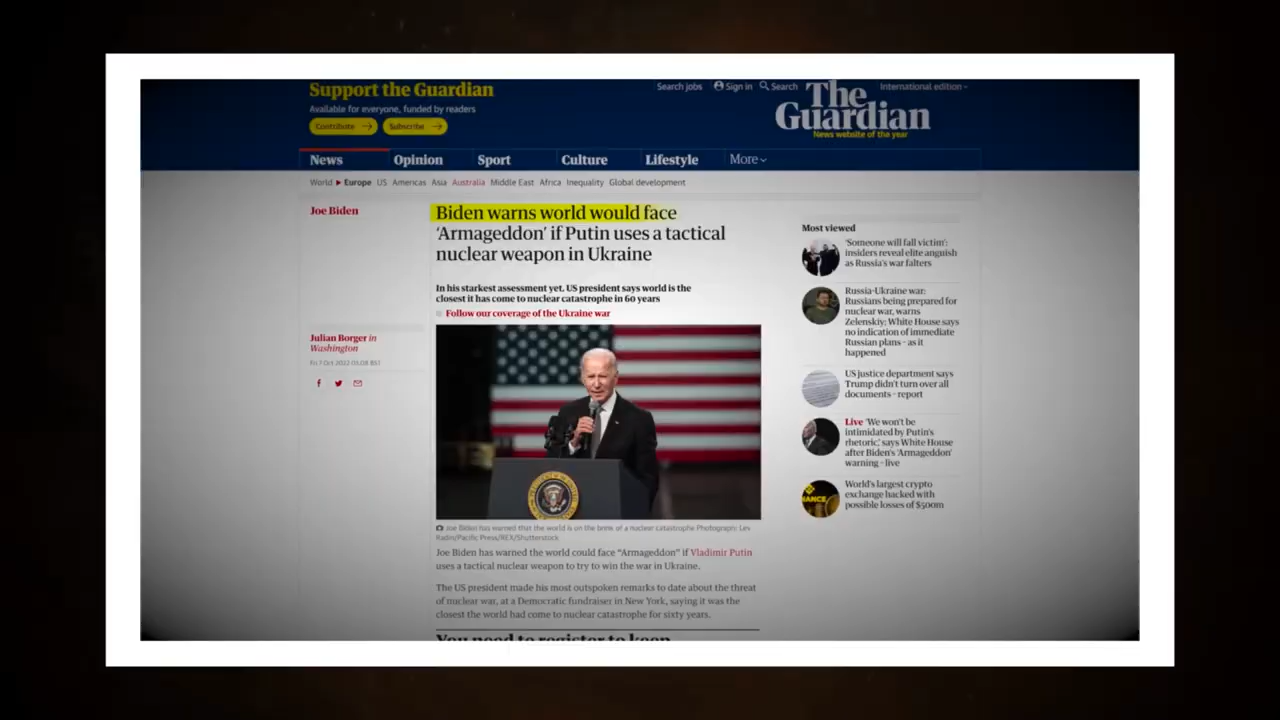 Support the Guardian
Available for everyone, funded by readers
Contribute →
Subscribe →
Search jobs
Sign in
Search
International edition
The
Guardian
News website of the year
News
Opinion
Sport
Culture
Lifestyle
More
World
Europe
US
Americas
Asia
Australia
Middle East
Africa
Inequality
Global development
Joe Biden
Biden warns world would face
‘Armageddon’ if Putin uses a tactical
nuclear weapon in Ukraine
In his starkest assessment yet, US president says world is the
closest it has come to nuclear catastrophe in 60 years
Follow our coverage of the Ukraine war
Julian Borger in
Washington
Fri 7 Oct 2022 01.08 BST
Joe Biden has warned that the world is on the brink of a nuclear catastrophe Photograph: Lev
Radin/Pacific Press/REX/Shutterstock
Joe Biden has warned the world could face “Armageddon” if Vladimir Putin
uses a tactical nuclear weapon to try to win the war in Ukraine.
The US president made his most outspoken remarks to date about the threat
of nuclear war, at a Democratic fundraiser in New York, saying it was the
closest the world had come to nuclear catastrophe for sixty years.
You need to register to keep
Most viewed
‘Someone will fall victim’:
insiders reveal elite anguish
as Russia’s war falters
Russia-Ukraine war:
Russians being prepared for
nuclear war, warns
Zelenskiy; White House says
no indication of immediate
Russian plans – as it
happened
US justice department says
Trump didn’t turn over all
documents – report
Live ‘We won’t be
intimidated by Putin’s
rhetoric,’ says White House
after Biden’s ‘Armageddon’
warning – live
World’s largest crypto
exchange hacked with
possible losses of $500m